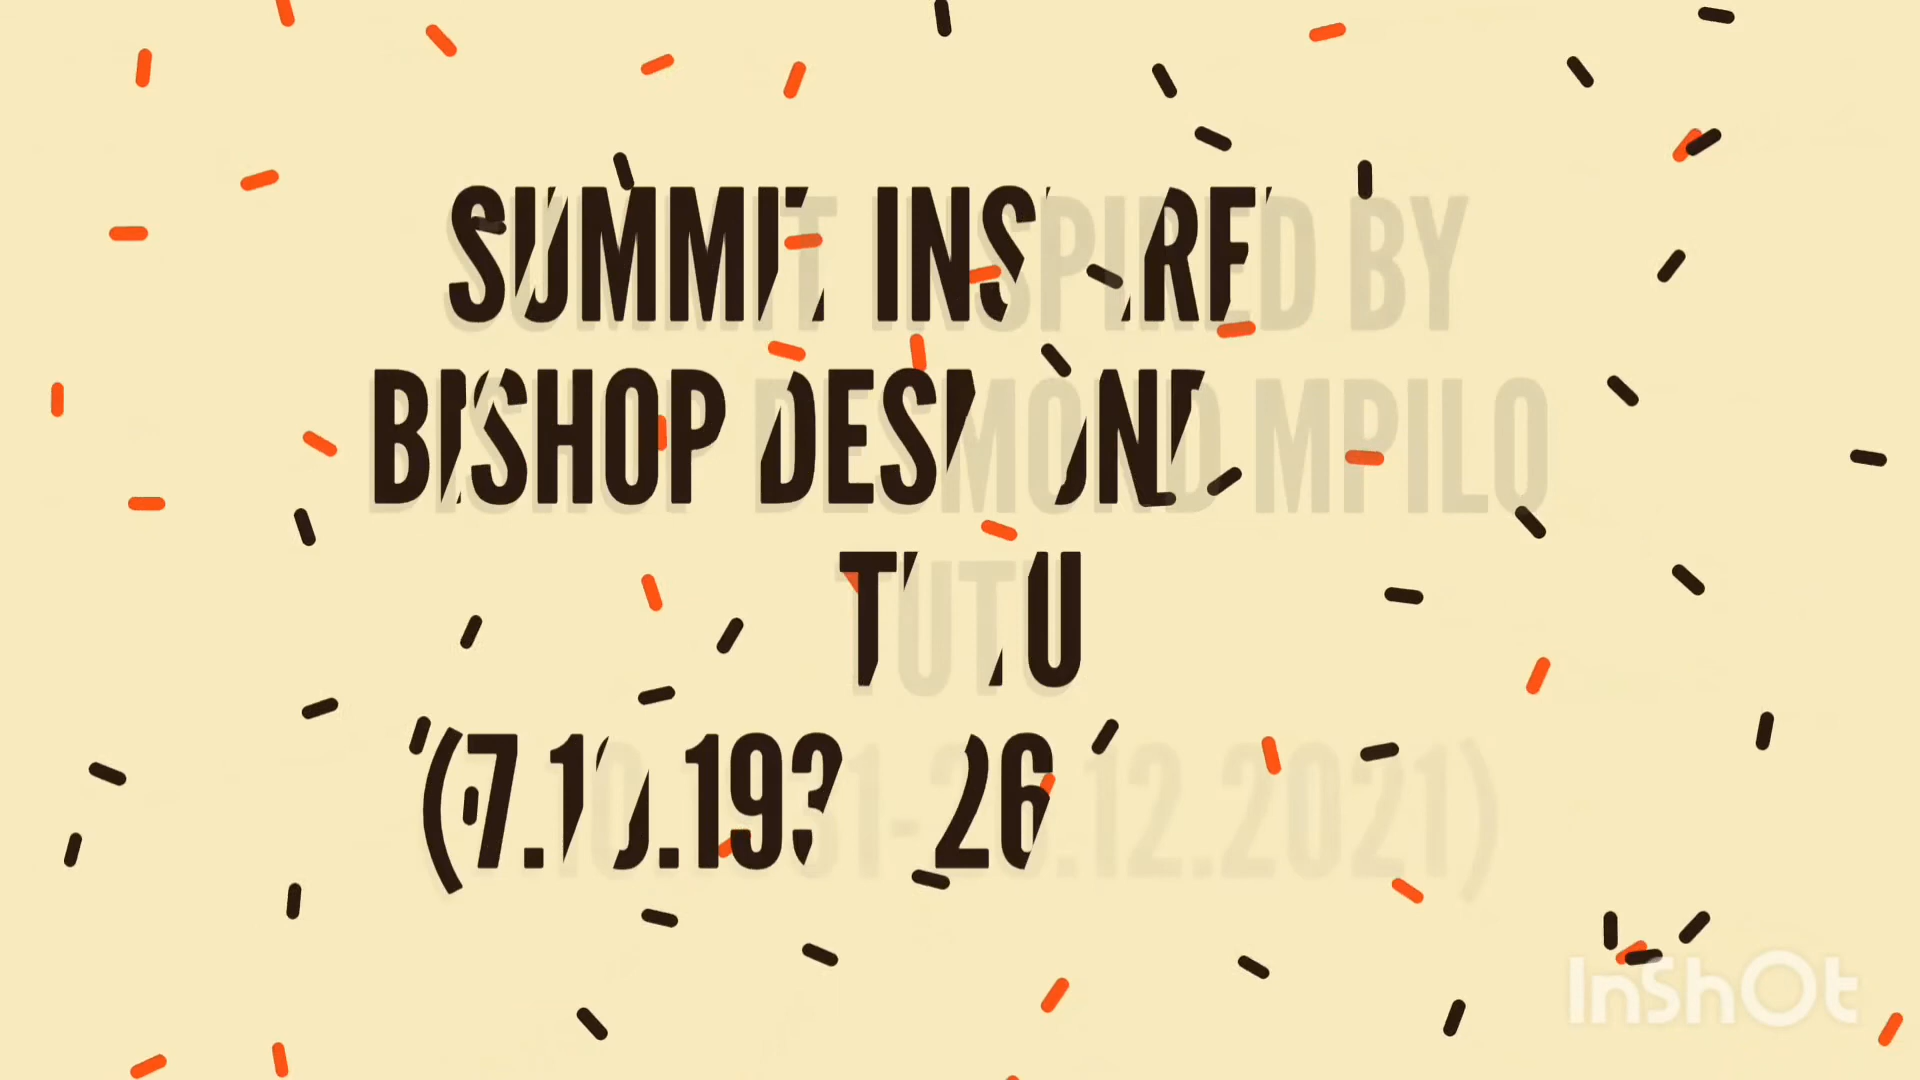 SUMMIT INSPIRED BY
BISHOP DESMOND MPILO
TUTU
(7.10.1931-26.12.2021)
InShOt